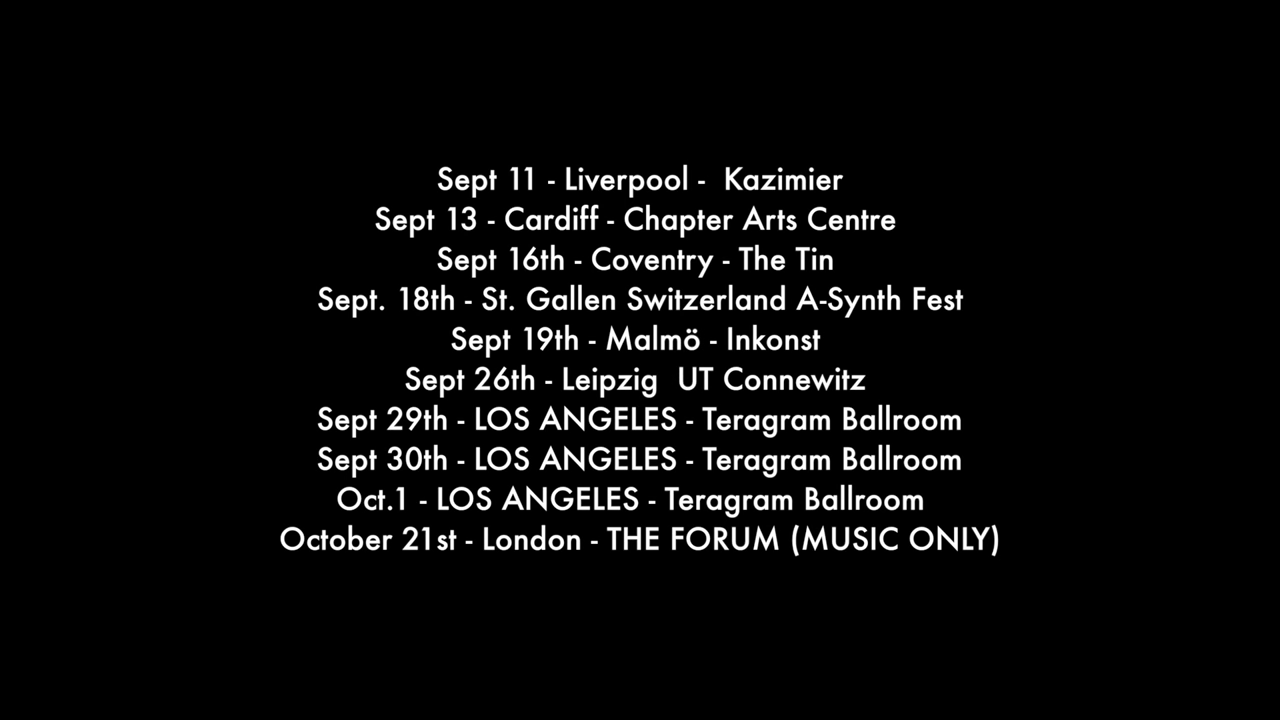 Sept 11 - Liverpool -  Kazimier
Sept 13 - Cardiff - Chapter Arts Centre
Sept 16th - Coventry - The Tin
Sept. 18th - St. Gallen Switzerland A-Synth Fest
Sept 19th - Malmö - Inkonst
Sept 26th - Leipzig  UT Connewitz
Sept 29th - LOS ANGELES - Teragram Ballroom
Sept 30th - LOS ANGELES - Teragram Ballroom
Oct.1 - LOS ANGELES - Teragram Ballroom
October 21st - London - THE FORUM (MUSIC ONLY)